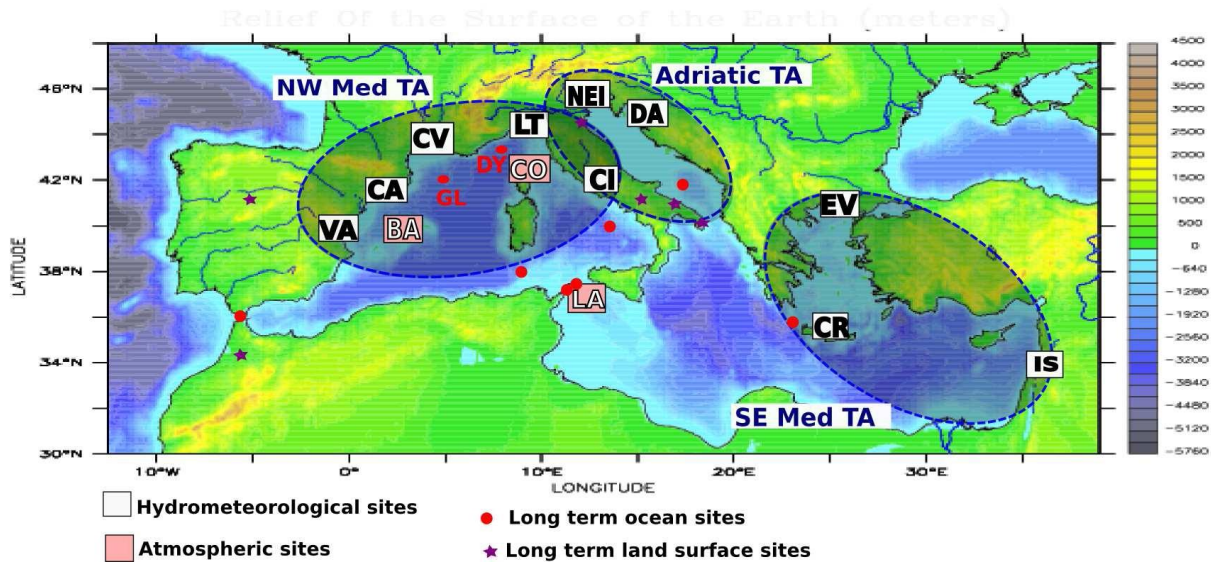 Relief Of the Surface of the Earth (meters)
NW Med TA
Adriatic TA
SE Med TA
NEI
DA
LT
CV
DY
CO
CA
GL
CI
VA
BA
EV
LA
CR
IS
46°N
42°N
38°N
34°N
30°N
LATITUDE
10°W
0°
10°E
20°E
30°E
LONGITUDE
4500
4000
3500
3000
2500
2000
1500
1000
500
0
-640
-1280
-1920
-2560
-3200
-3840
-4480
-5120
-5760
Hydrometeorological sites
Atmospheric sites
Long term ocean sites
Long term land surface sites